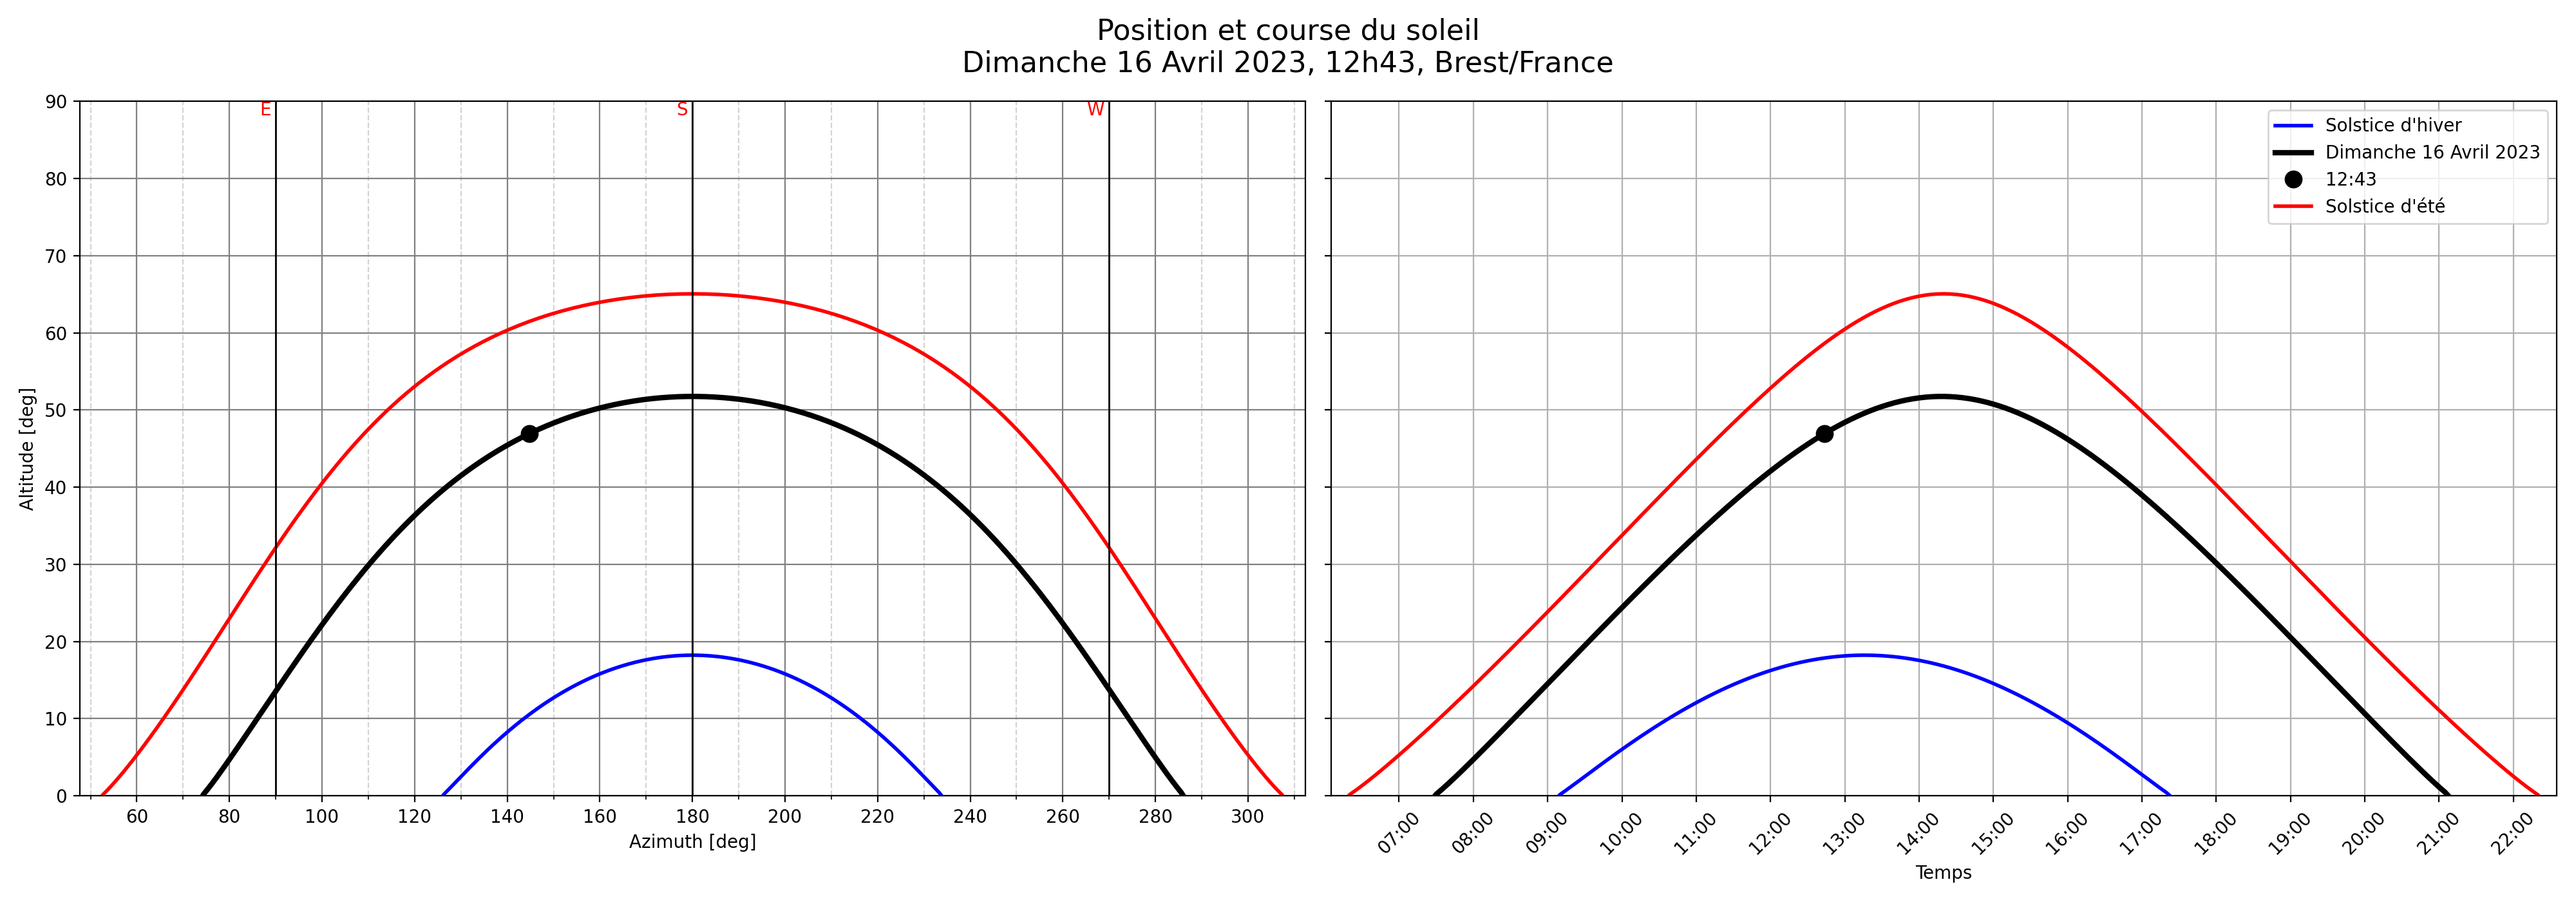 Position et course du soleil
Dimanche 16 Avril 2023, 12h43, Brest/France
E
S
W
90
80
70
60
50
40
30
20
10
0
Altitude [deg]
60 80 100 120 140 160 180 200 220 240 260 280 300
Azimuth [deg]
Solstice d'hiver
Dimanche 16 Avril 2023
12:43
Solstice d'été
07:00 08:00 09:00 10:00 11:00 12:00 13:00 14:00 15:00 16:00 17:00 18:00 19:00 20:00 21:00 22:00
Temps